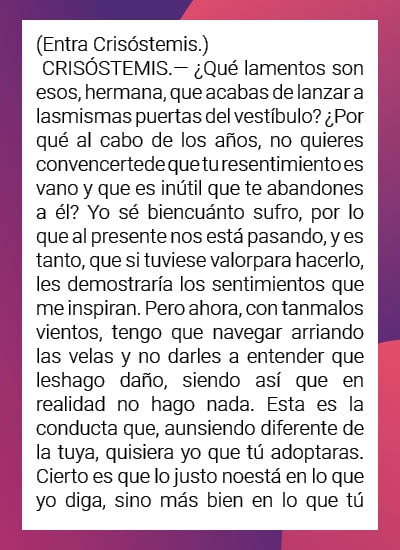 (Entra Crisóstemis.)
CRISÓSTEMIS.— ¿Qué lamentos son
esos, hermana, que acabas de lanzar a
lasmismas puertas del vestíbulo? ¿Por
qué al cabo de los años, no quieres
convencertede que tu resentimiento es
vano y que es inútil que te abandones
a él? Yo sé biencuánto sufro, por lo
que al presente nos está pasando, y es
tanto, que si tuviese valorpara hacerlo,
les demostraría los sentimientos que
me inspiran. Pero ahora, con tanmalos
vientos, tengo que navegar arriando
las velas y no darles a entender que
leshago daño, siendo así que en
realidad no hago nada. Esta es la
conducta que, aunsiendo diferente de
la tuya, quisiera yo que tú adoptaras.
Cierto es que lo justo noestá en lo que
yo diga, sino más bien en lo que tú